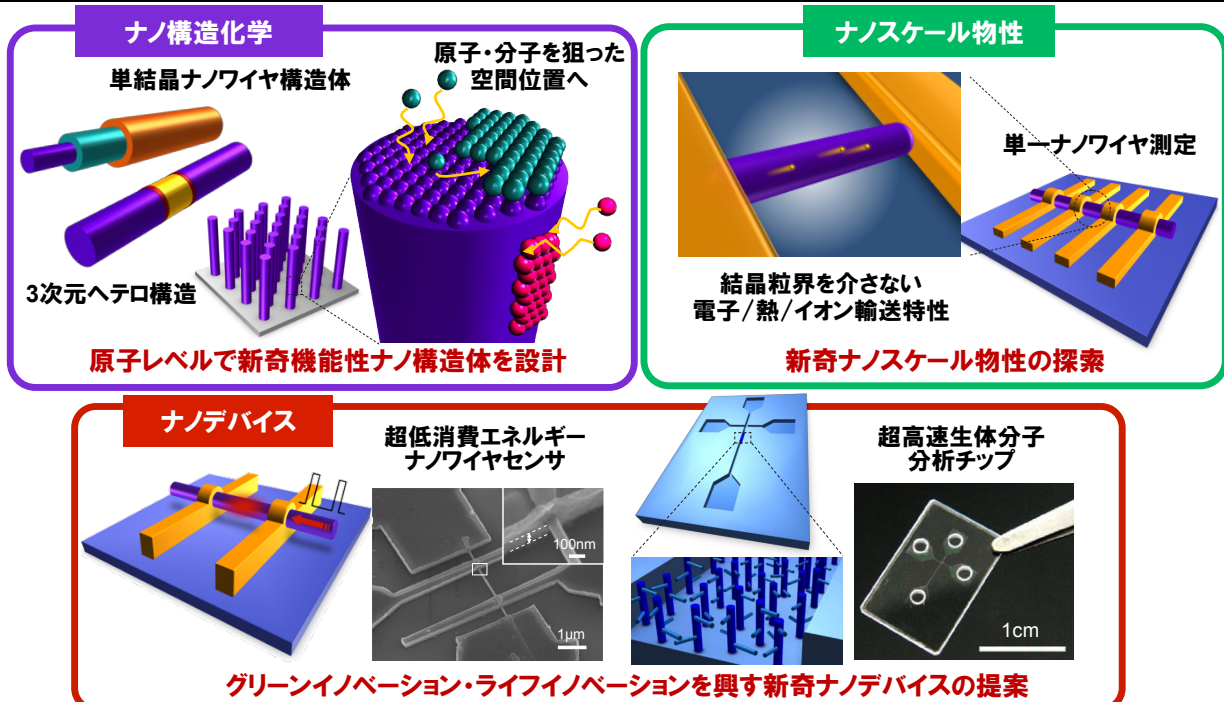 ナノ構造化学
単結晶ナノワイヤ構造体
原子・分子を狙った
空間位置へ
3次元ヘテロ構造
原子レベルで新奇機能性ナノ構造体を設計
ナノスケール物性
単一ナノワイヤ測定
結晶粒界を介さない
電子/熱/イオン輸送特性
新奇ナノスケール物性の探索
ナノデバイス
超低消費エネルギー
ナノワイヤセンサ
100nm
1μm
超高速生体分子
分析チップ
1cm
グリーンイノベーション・ライフイノベーションを興す新奇ナノデバイスの提案